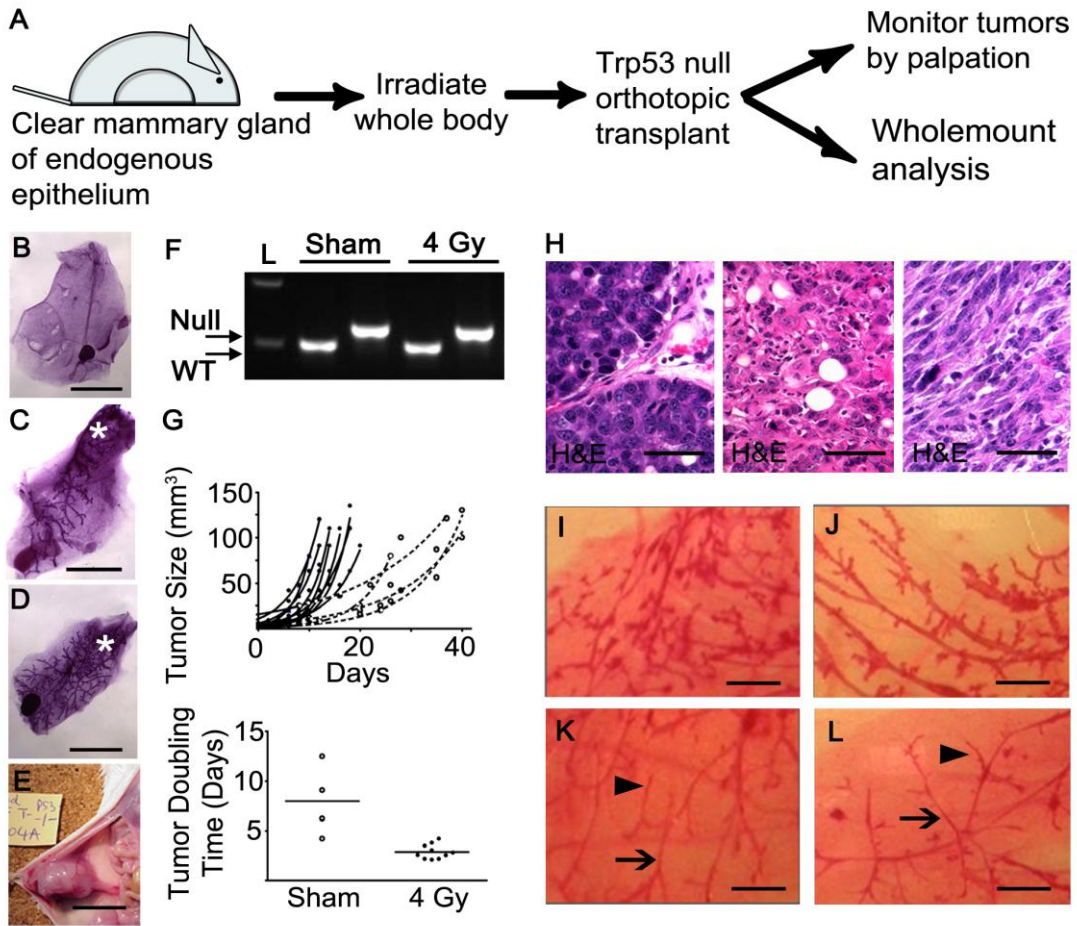 A
Clear mammary gland
of endogenous
epithelium
Irradiate
whole body
Trp53 null
orthotopic
transplant
Monitor tumors
by palpation
Wholemount
analysis
B
C
*
D
*
E
P53
T- -/-
04A
F
L
Sham
4 Gy
Null
WT
G
Tumor Size (mm³)
150
100
50
0
20
40
Days
Tumor Doubling
Time (Days)
15
10
5
Sham
4 Gy
H
H&E
H&E
H&E
I
J
K
L